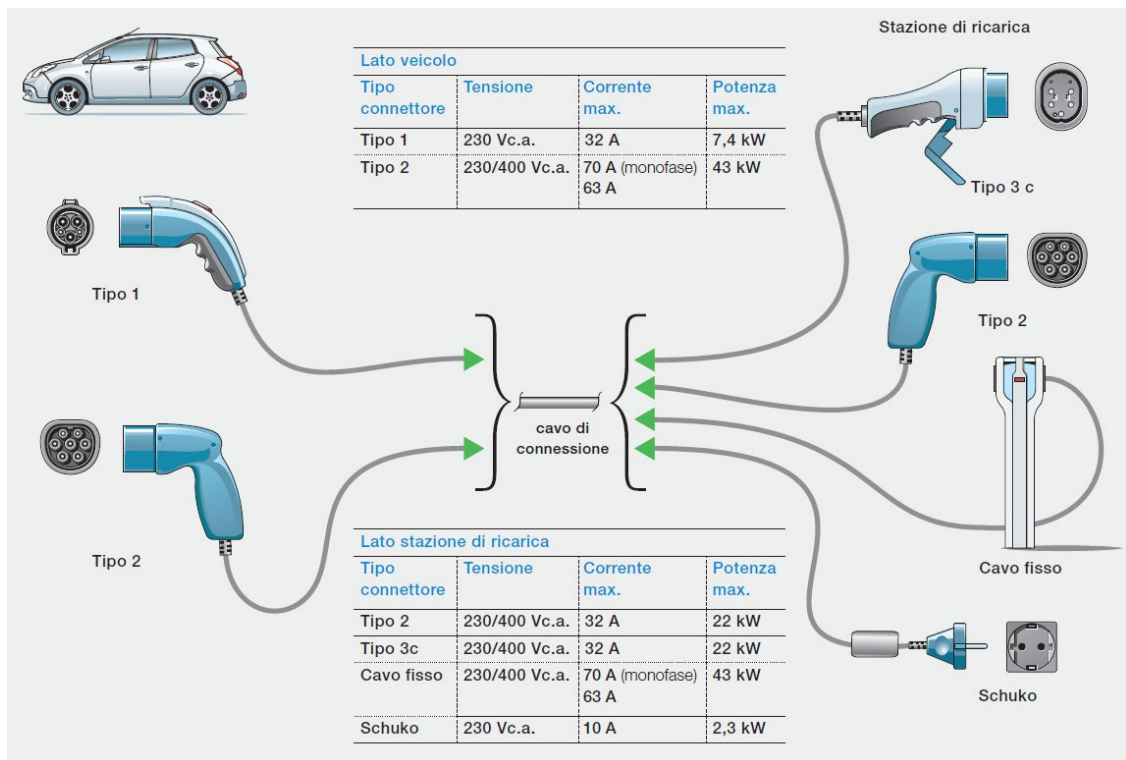 Stazione di ricarica
Lato veicolo
Tipo connettore Tensione Corrente max. Potenza max.
Tipo 1 230 Vc.a. 32 A 7,4 kW
Tipo 2 230/400 Vc.a. 70 A (monofase) 43 kW
63 A
Tipo 3 c
Tipo 1
Tipo 2
cavo di
connessione
Tipo 2
Cavo fisso
Lato stazione di ricarica
Tipo connettore Tensione Corrente max. Potenza max.
Tipo 2 230/400 Vc.a. 32 A 22 kW
Tipo 3c 230/400 Vc.a. 32 A 22 kW
Cavo fisso 230/400 Vc.a. 70 A (monofase) 43 kW
63 A
Schuko 230 Vc.a. 10 A 2,3 kW
Schuko